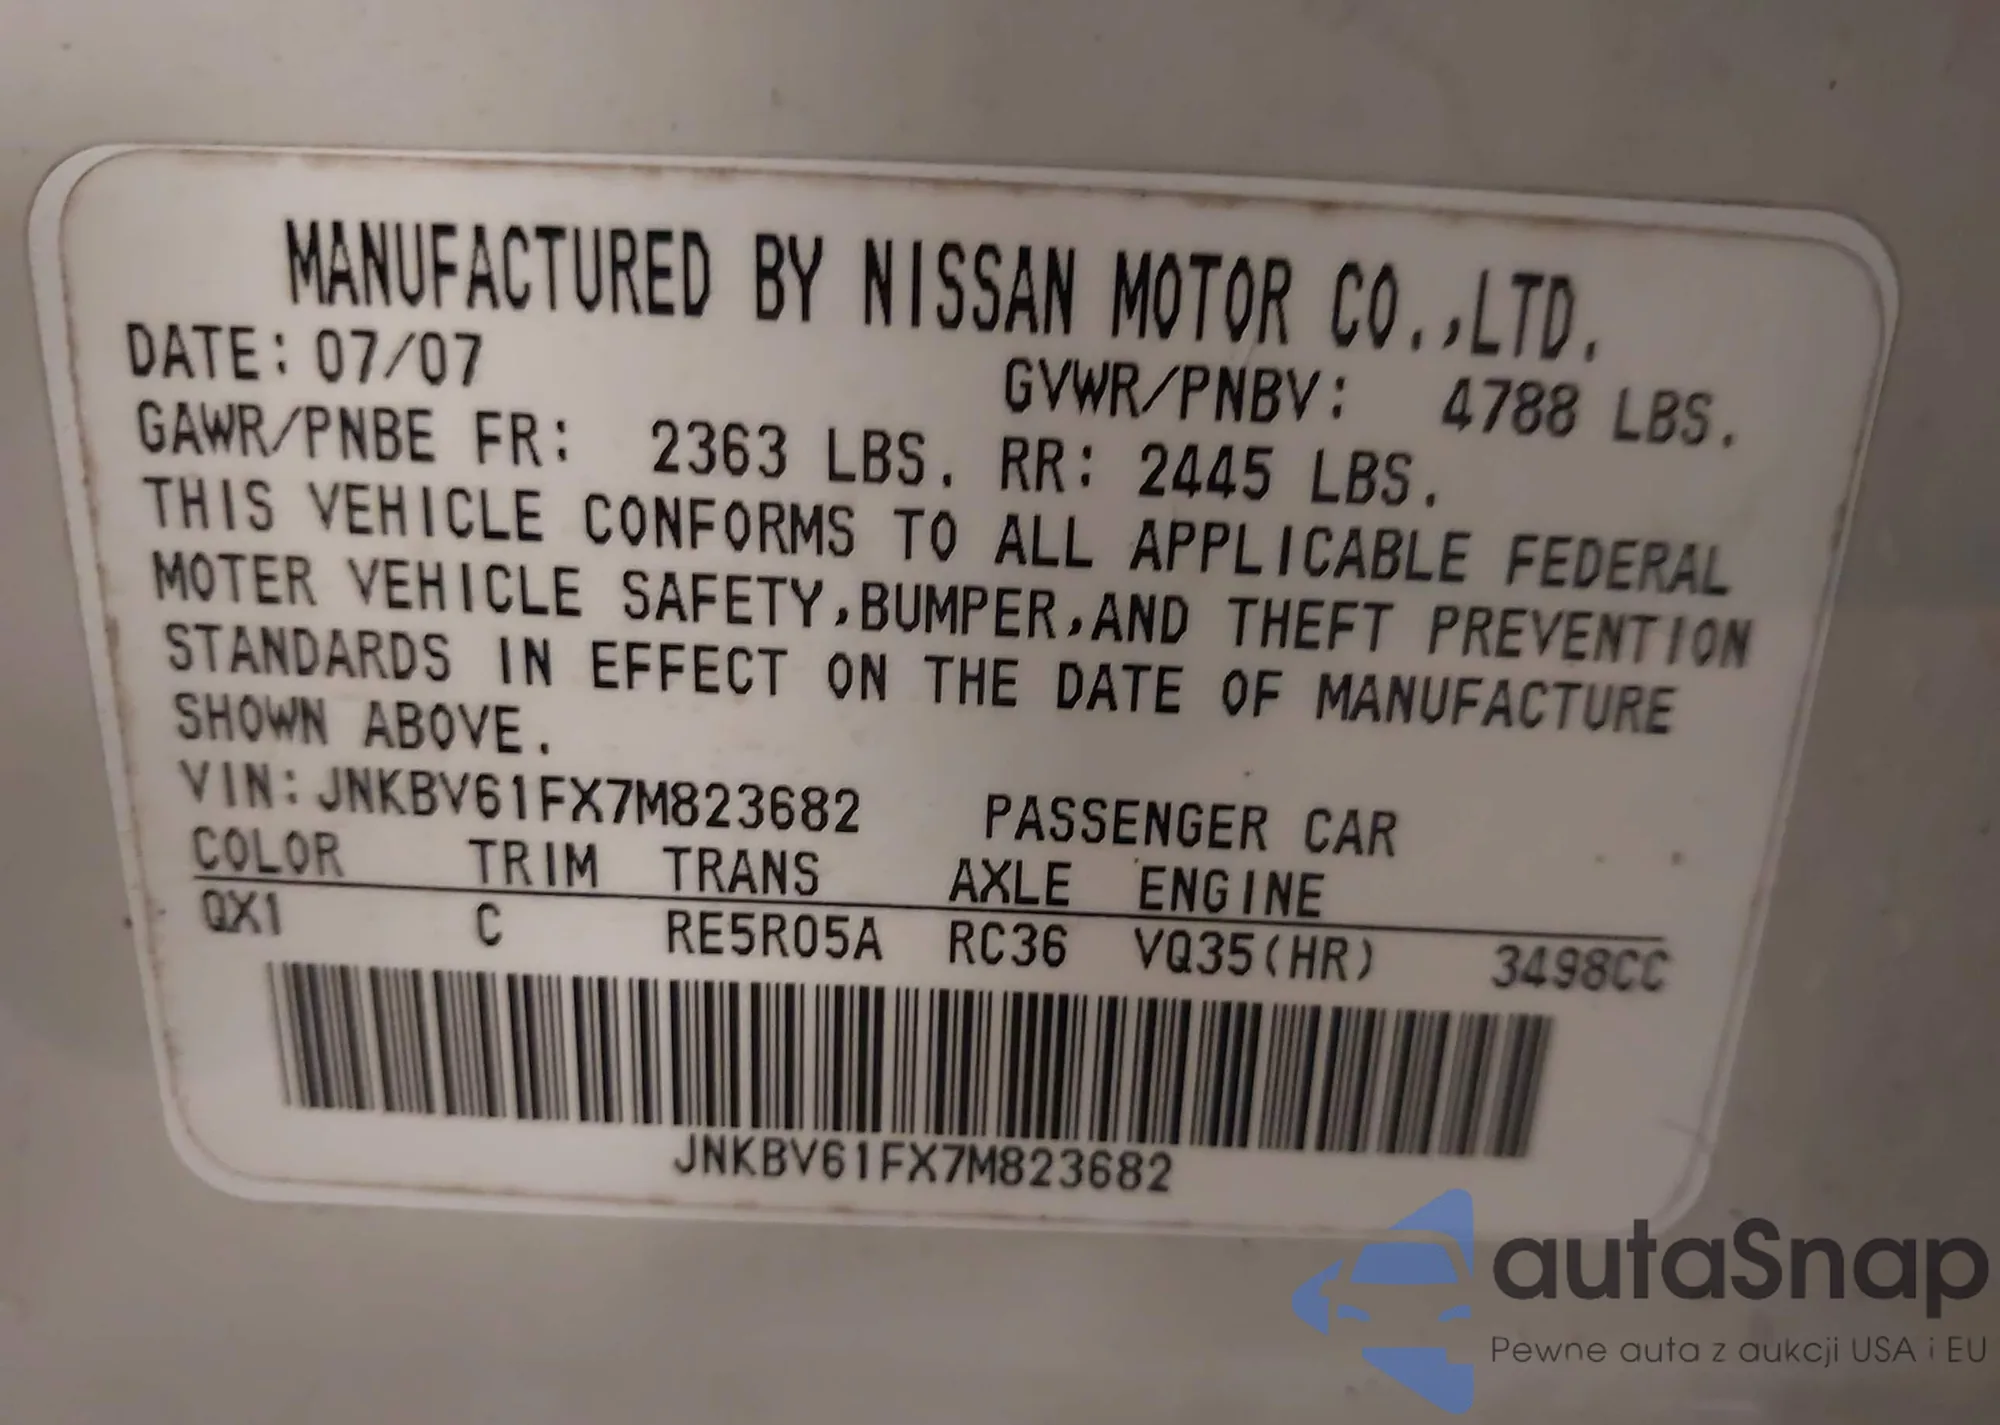 MANUFACTURED BY NISSAN MOTOR CO.,LTD.
DATE: 07/07 GVWR/PNBV: 4788 LBS.
GAWR/PNBE FR: 2363 LBS. RR: 2445 LBS.
THIS VEHICLE CONFORMS TO ALL APPLICABLE FEDERAL
MOTER VEHICLE SAFETY,BUMPER,AND THEFT PREVENTION
STANDARDS IN EFFECT ON THE DATE OF MANUFACTURE
SHOWN ABOVE.
VIN:JNKBV61FX7M823682 PASSENGER CAR
COLOR TRIM TRANS AXLE ENGINE
QX1 C RE5R05A RC36 VQ35(HR) 3498CC
JNKBV61FX7M823682
autaSnap
Pewne auta z aukcji USA i EU